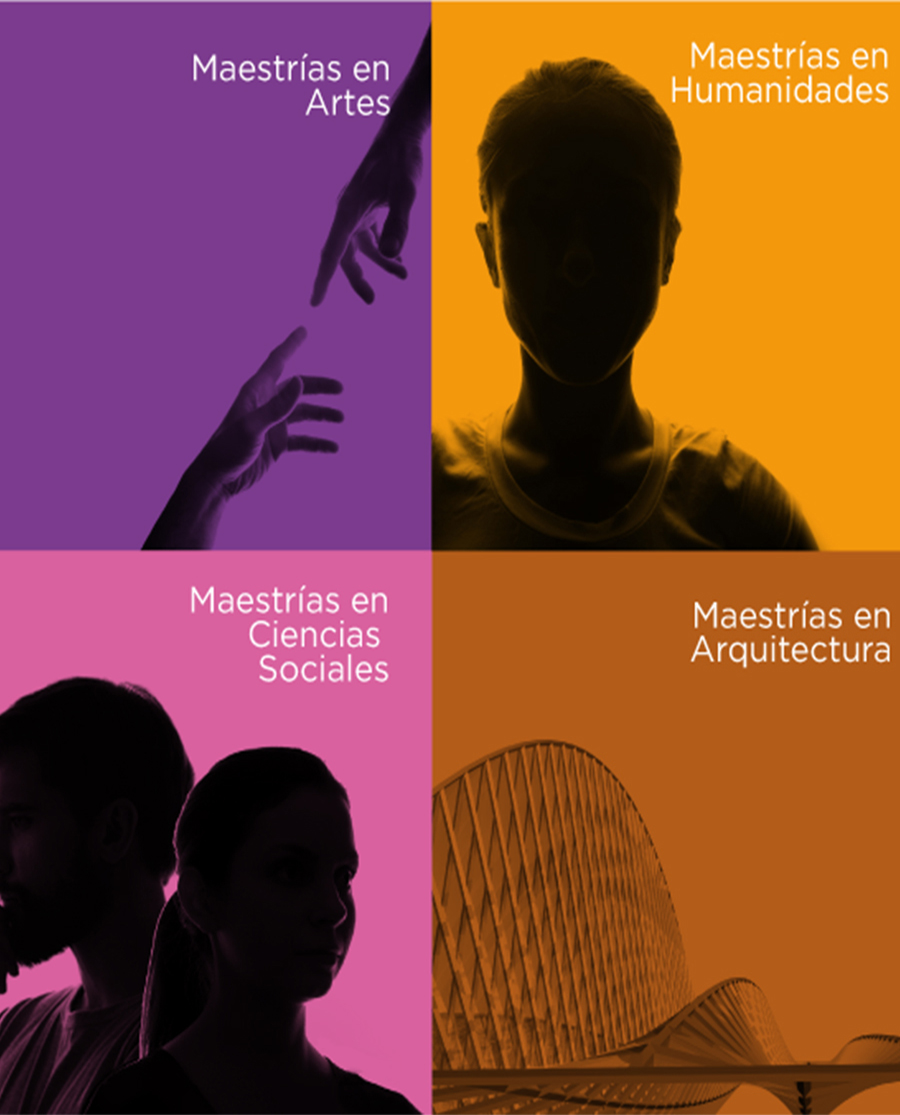 Maestrías en
Artes
Maestrías en
Humanidades
Maestrías en
Ciencias
Sociales
Maestrías en
Arquitectura